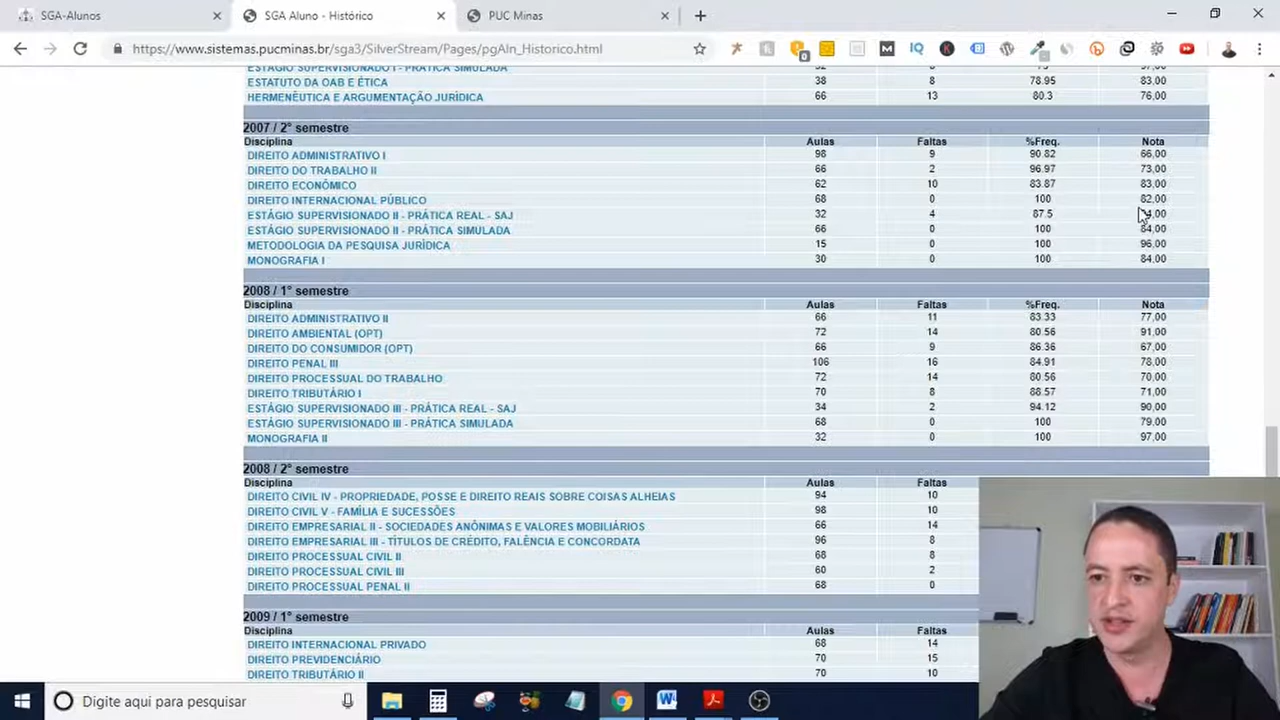 SGA-Alunos
SGA Aluno - Histórico
PUC Minas
https://www.sistemas.pucminas.br/sga3/SilverStream/Pages/pgAln_Historico.html
ESTÁGIO SUPERVISIONADO I - PRÁTICA SIMULADA
ESTATUTO DA OAB E ÉTICA 38 8 78.95 83,00
HERMENÊUTICA E ARGUMENTAÇÃO JURÍDICA 66 13 80.3 76,00
2007 / 2° semestre
Disciplina Aulas Faltas %Freq. Nota
DIREITO ADMINISTRATIVO I 98 9 90.82 66,00
DIREITO DO TRABALHO II 66 2 96.97 73,00
DIREITO ECONÔMICO 62 10 83.87 83,00
DIREITO INTERNACIONAL PÚBLICO 68 0 100 82,00
ESTÁGIO SUPERVISIONADO II - PRÁTICA REAL - SAJ 32 4 87.5
ESTÁGIO SUPERVISIONADO II - PRÁTICA SIMULADA 66 0 100 84,00
METODOLOGIA DA PESQUISA JURÍDICA 15 0 100 96,00
MONOGRAFIA I 30 0 100 84,00
2008 / 1° semestre
Disciplina Aulas Faltas %Freq. Nota
DIREITO ADMINISTRATIVO II 66 11 83.33 77,00
DIREITO AMBIENTAL (OPT) 72 14 80.56 91,00
DIREITO DO CONSUMIDOR (OPT) 66 9 86.36 67,00
DIREITO PENAL III 106 16 84.91 78,00
DIREITO PROCESSUAL DO TRABALHO 72 14 80.56 70,00
DIREITO TRIBUTÁRIO I 70 8 88.57 71,00
ESTÁGIO SUPERVISIONADO III - PRÁTICA REAL - SAJ 34 2 94.12 90,00
ESTÁGIO SUPERVISIONADO III - PRÁTICA SIMULADA 68 0 100 79,00
MONOGRAFIA II 32 0 100 97,00
2008 / 2° semestre
Disciplina Aulas Faltas
DIREITO CIVIL IV - PROPRIEDADE, POSSE E DIREITO REAIS SOBRE COISAS ALHEIAS 94 10
DIREITO CIVIL V - FAMÍLIA E SUCESSÕES 98 10
DIREITO EMPRESARIAL II - SOCIEDADES ANÔNIMAS E VALORES MOBILIÁRIOS 66 14
DIREITO EMPRESARIAL III - TÍTULOS DE CRÉDITO, FALÊNCIA E CONCORDATA 96 8
DIREITO PROCESSUAL CIVIL II 68 8
DIREITO PROCESSUAL CIVIL III 60 2
DIREITO PROCESSUAL PENAL II 68 0
2009 / 1° semestre
Disciplina Aulas Faltas
DIREITO INTERNACIONAL PRIVADO 68 14
DIREITO PREVIDENCIÁRIO 70 15
DIREITO TRIBUTÁRIO II 70 10
Digite aqui para pesquisar